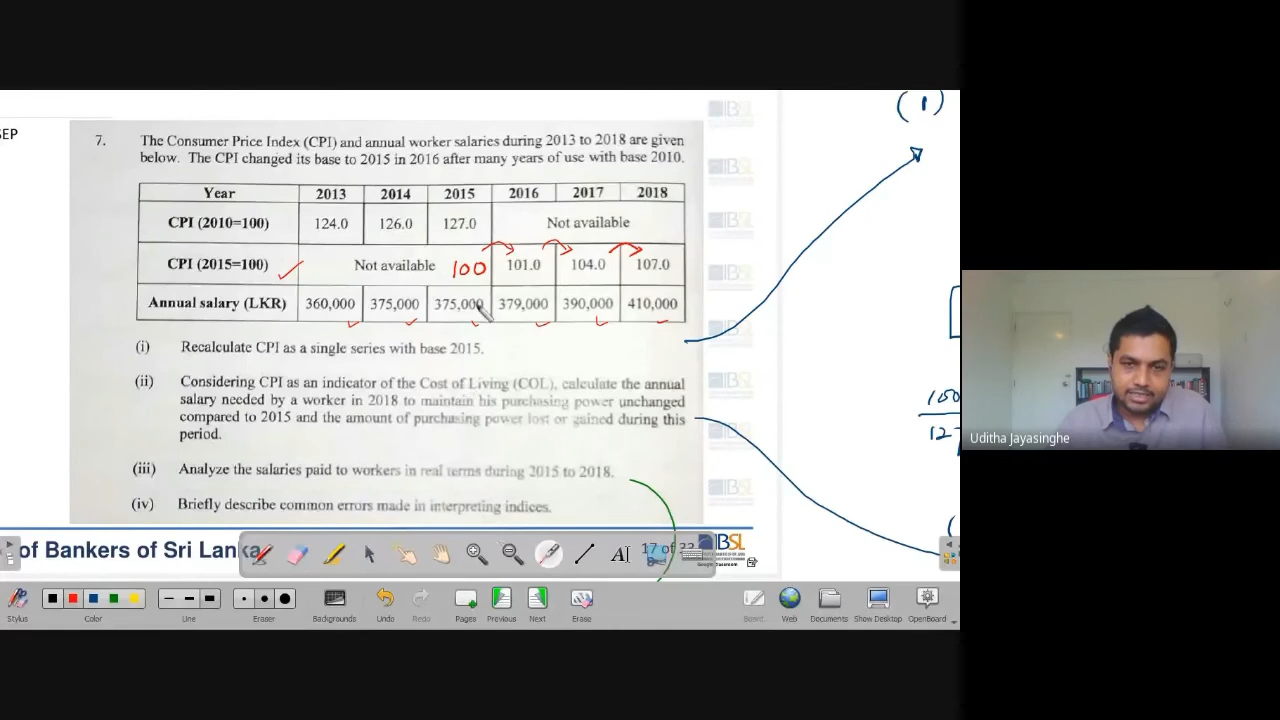 ( 1 )
SEP
7. The Consumer Price Index (CPI) and annual worker salaries during 2013 to 2018 are given
below. The CPI changed its base to 2015 in 2016 after many years of use with base 2010.
Year 2013 2014 2015 2016 2017 2018
CPI (2010=100) 124.0 126.0 127.0 Not available
CPI (2015=100) Not available 100 101.0 104.0 107.0
Annual salary (LKR) 360,000 375,000 375,000 379,000 390,000 410,000
(i) Recalculate CPI as a single series with base 2015.
(ii) Considering CPI as an indicator of the Cost of Living (COL), calculate the annual
salary needed by a worker in 2018 to maintain his purchasing power unchanged
compared to 2015 and the amount of purchasing power lost or gained during this
period.
(iii) Analyze the salaries paid to workers in real terms during 2015 to 2018.
(iv) Briefly describe common errors made in interpreting indices.
100
127
Uditha Jayasinghe
of Bankers of Sri Lanka
17 of
IBSL
Stylus Color Line Eraser Backgrounds Undo Redo Pages Previous Next Erase Board Web Documents Show Desktop OpenBoard